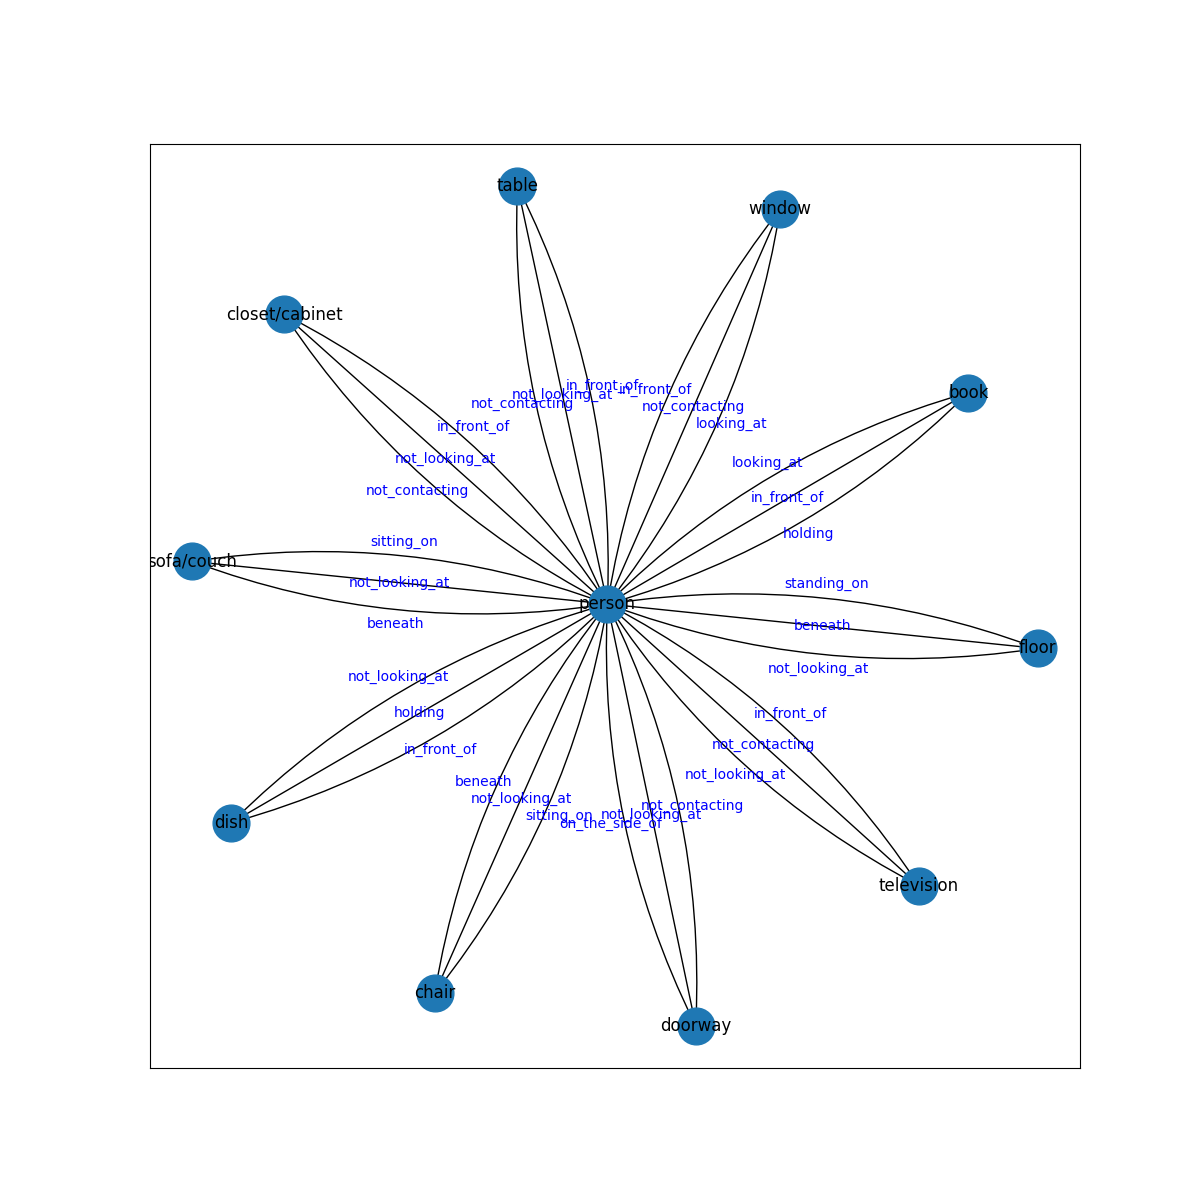 table
window
closet/cabinet
in_front_of
in_front_of
not_looking_at
book
not_contacting
not_contacting
looking_at
in_front_of
not_looking_at
looking_at
not_contacting
in_front_of
holding
sitting_on
sofa/couch
not_looking_at
standing_on
person
beneath
beneath
floor
not_looking_at
not_looking_at
holding
in_front_of
in_front_of
not_contacting
not_looking_at
beneath
not_looking_at
not_contacting
sitting_on
not_looking_at
on_the_side_of
dish
television
chair
doorway